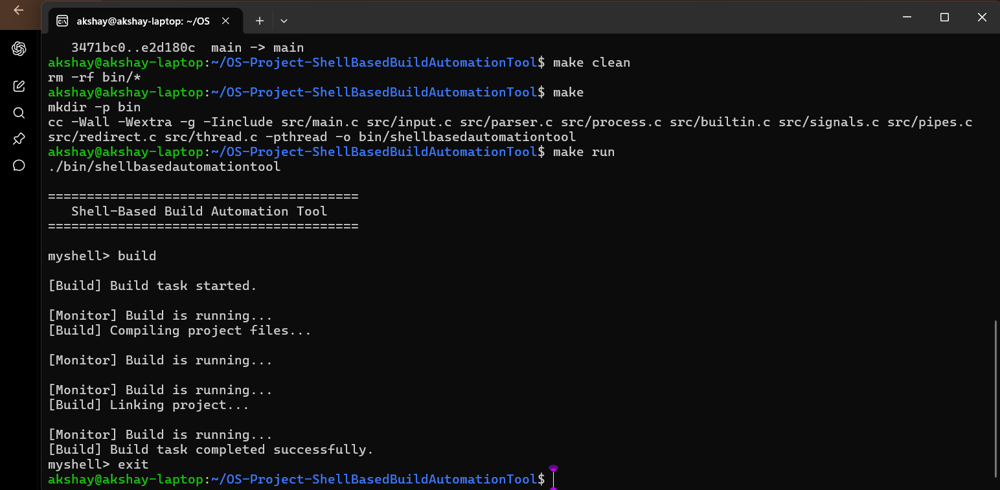 akshay@akshay-laptop: ~/OS
3471bc0..e2d180c  main -> main
akshay@akshay-laptop:~/OS-Project-ShellBasedBuildAutomationTool$ make clean
rm -rf bin/*
akshay@akshay-laptop:~/OS-Project-ShellBasedBuildAutomationTool$ make
mkdir -p bin
cc -Wall -Wextra -g -Iinclude src/main.c src/input.c src/parser.c src/process.c src/builtin.c src/signals.c src/pipes.c
src/redirect.c src/thread.c -pthread -o bin/shellbasedautomationtool
akshay@akshay-laptop:~/OS-Project-ShellBasedBuildAutomationTool$ make run
./bin/shellbasedautomationtool
========================================
Shell-Based Build Automation Tool
========================================
myshell> build
[Build] Build task started.
[Monitor] Build is running...
[Build] Compiling project files...
[Monitor] Build is running...
[Monitor] Build is running...
[Build] Linking project...
[Monitor] Build is running...
[Build] Build task completed successfully.
myshell> exit
akshay@akshay-laptop:~/OS-Project-ShellBasedBuildAutomationTool$